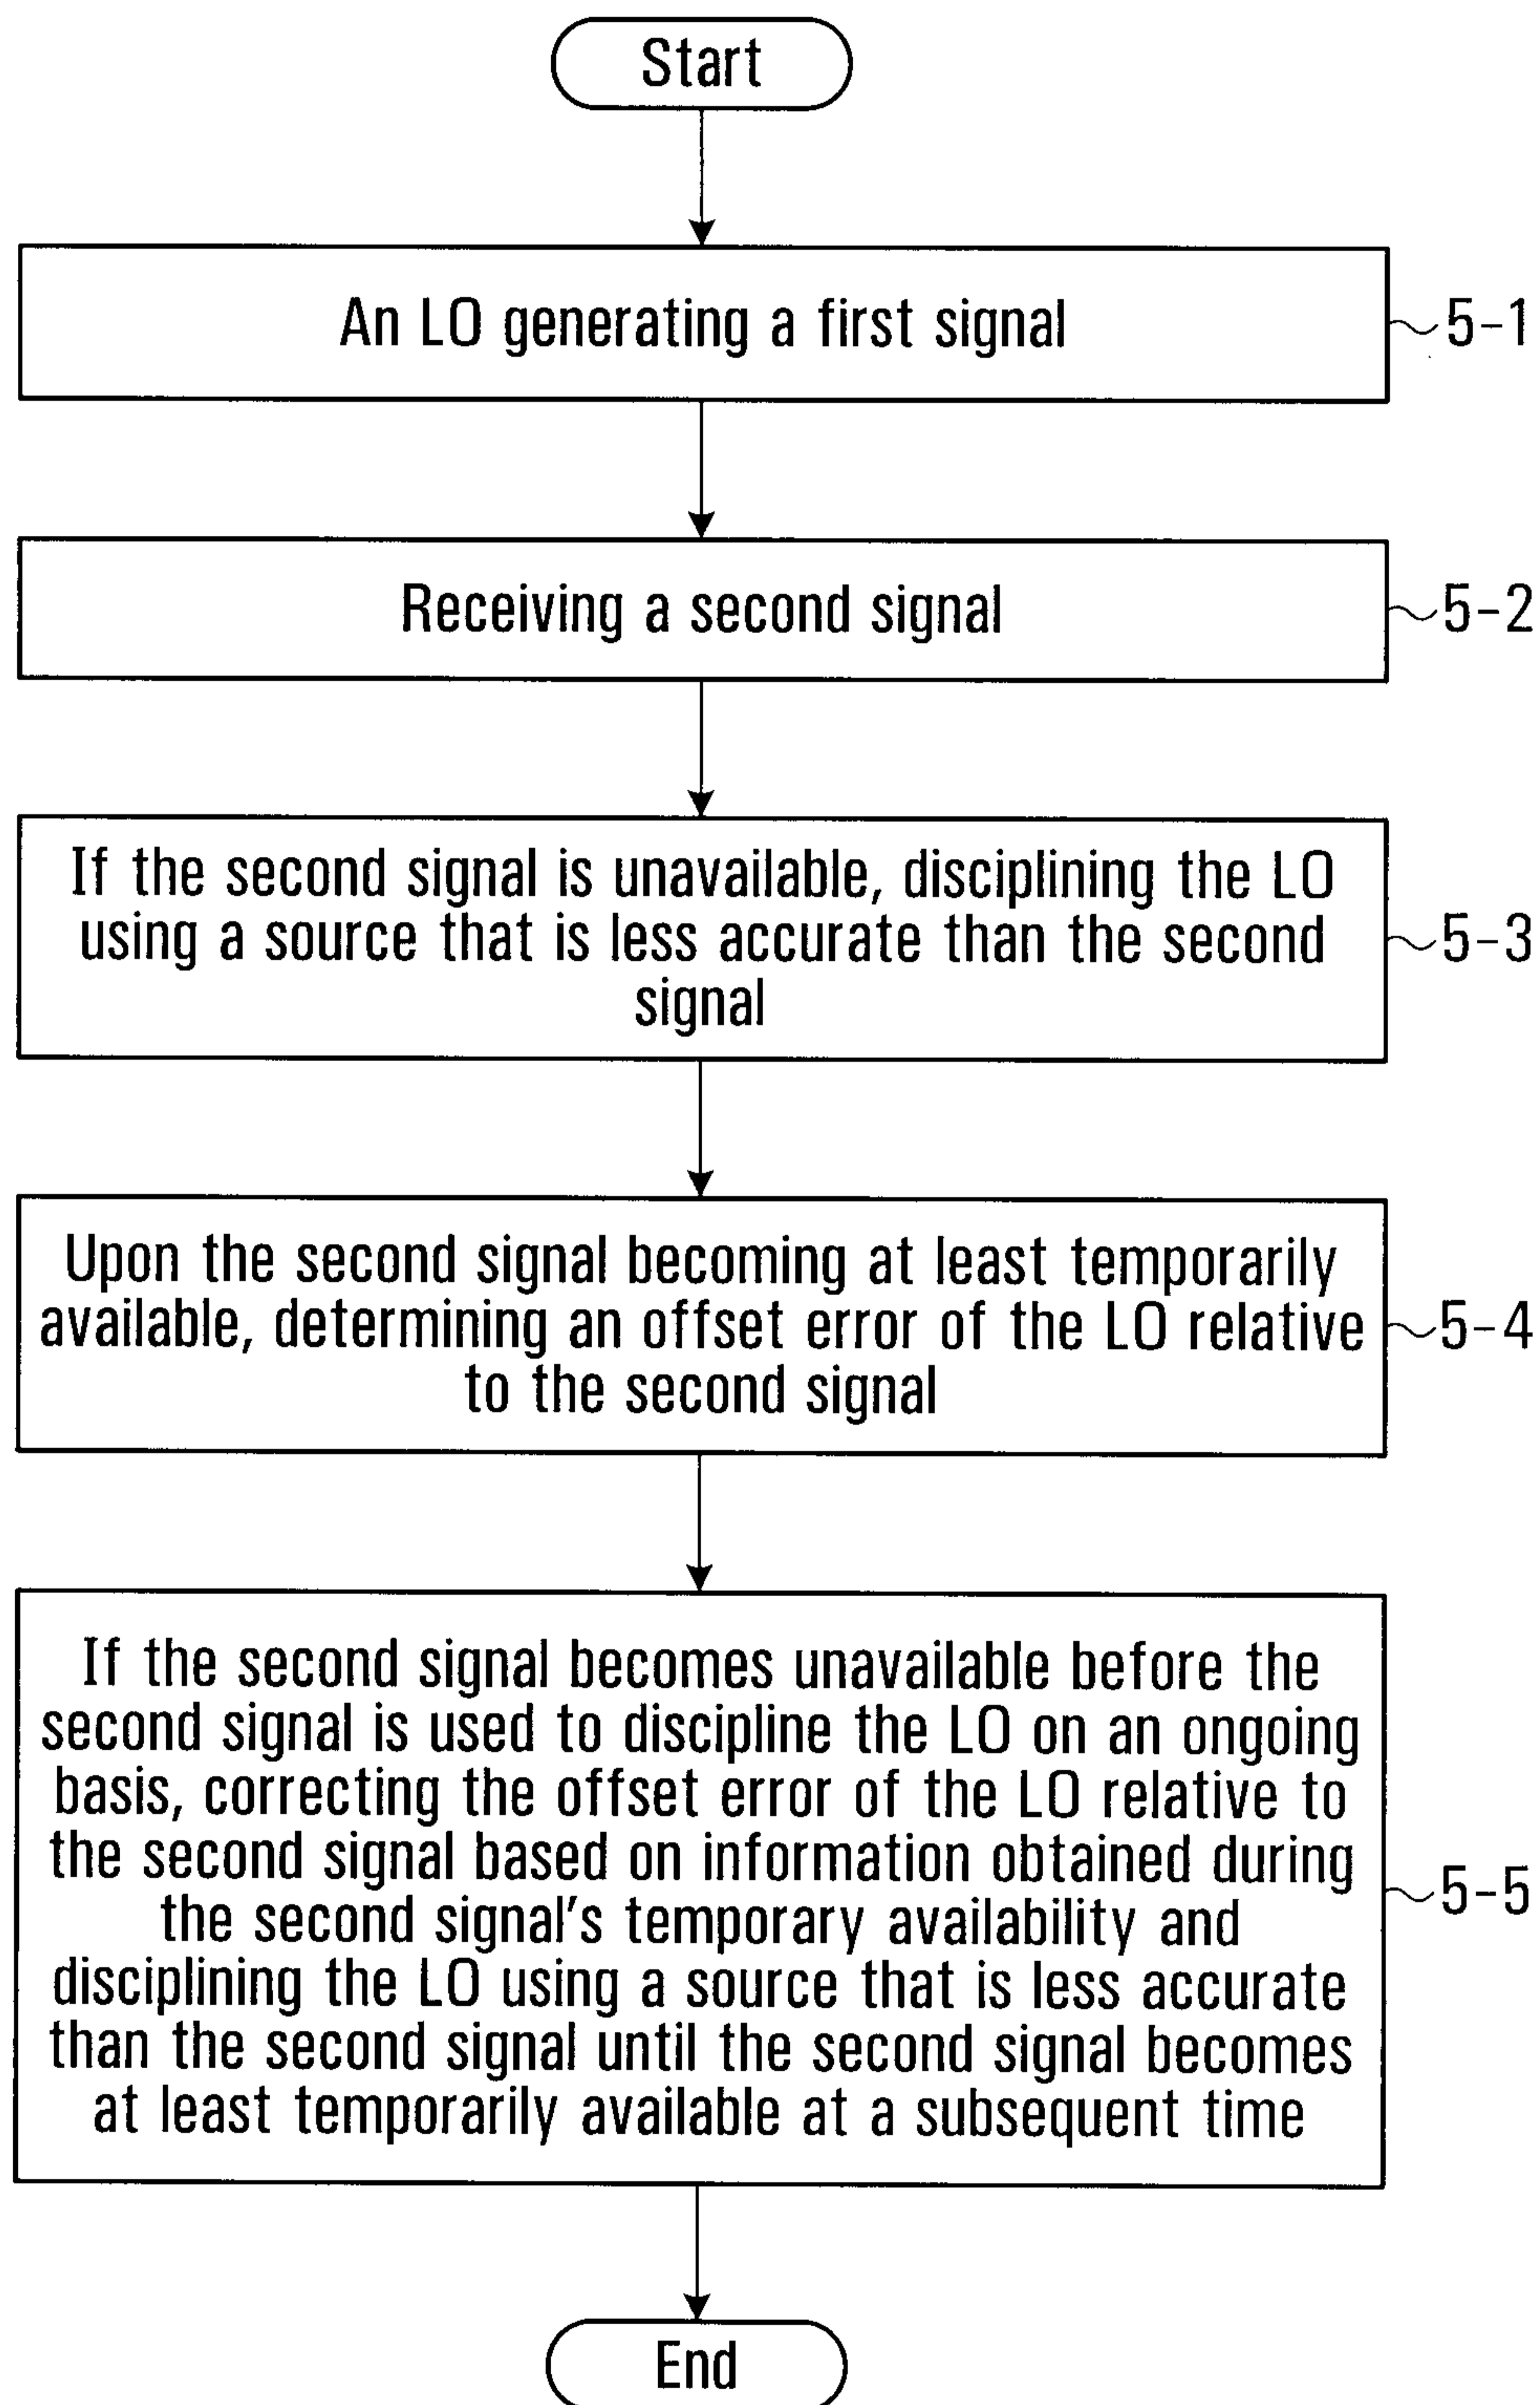 Start
An LO generating a first signal
5-1
Receiving a second signal
5-2
If the second signal is unavailable, disciplining the LO
using a source that is less accurate than the second
signal
5-3
Upon the second signal becoming at least temporarily
available, determining an offset error of the LO relative
to the second signal
5-4
If the second signal becomes unavailable before the
second signal is used to discipline the LO on an ongoing
basis, correcting the offset error of the LO relative to
the second signal based on information obtained during
the second signal's temporary availability and
disciplining the LO using a source that is less accurate
than the second signal until the second signal becomes
at least temporarily available at a subsequent time
5-5
End